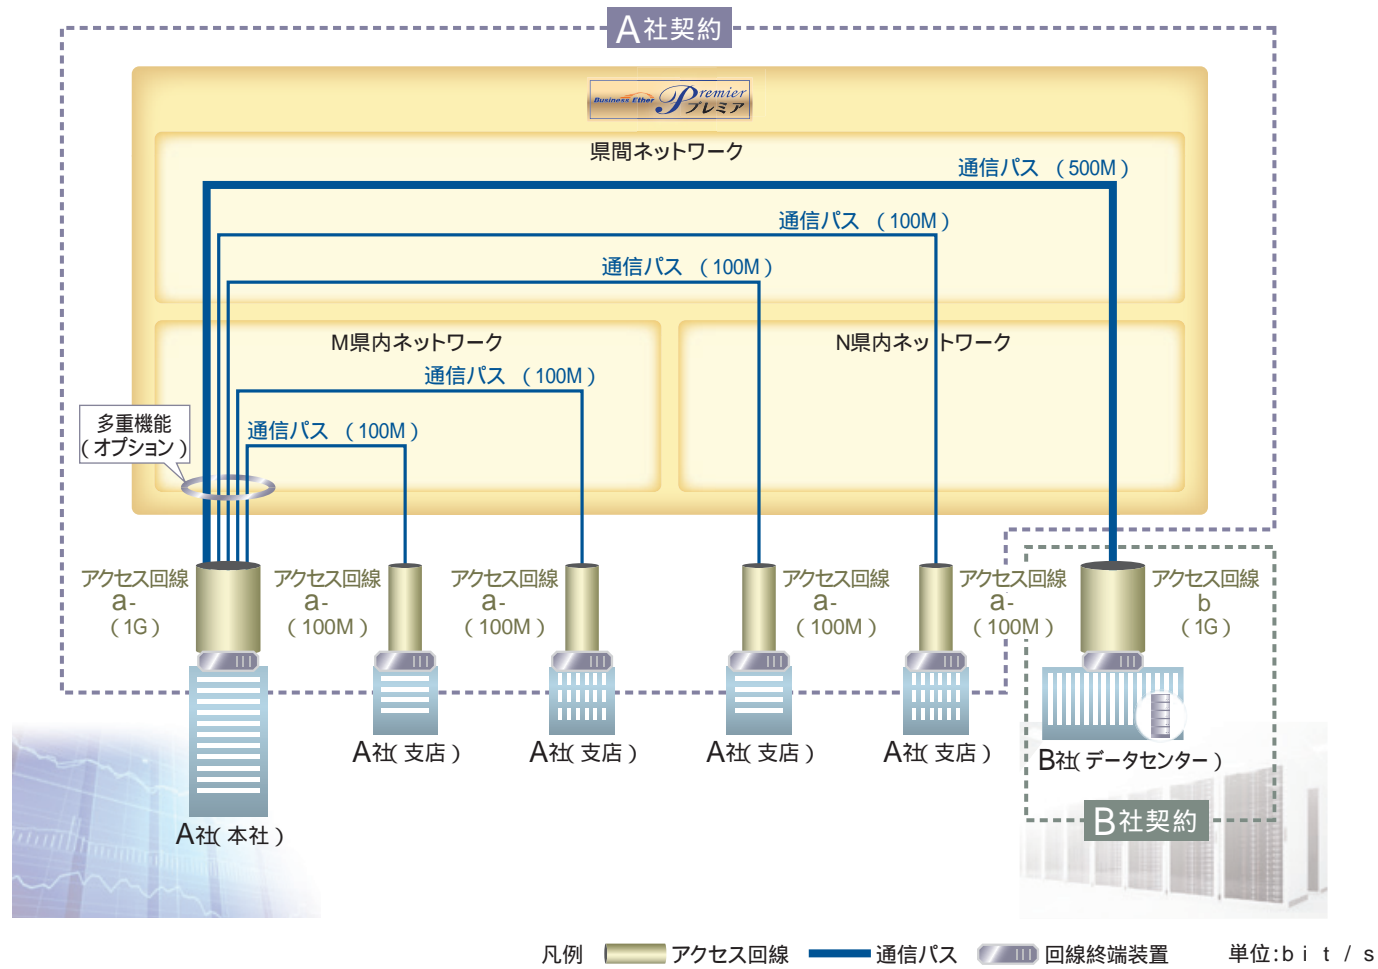 A社契約
Business Ether Premier
プレミア
県間ネットワーク
通信パス (500M)
通信パス (100M)
通信パス (100M)
M県内ネットワーク
N県内ネットワーク
通信パス (100M)
通信パス (100M)
多重機能
(オプション)
アクセス回線
a-
(1G)
アクセス回線
a-
(100M)
アクセス回線
a-
(100M)
アクセス回線
a-
(100M)
アクセス回線
a-
(100M)
アクセス回線
b
(1G)
A社(本社)
A社(支店)
A社(支店)
A社(支店)
A社(支店)
B社(データセンター)
B社契約
凡例 アクセス回線 通信パス 回線終端装置 単位:bit/s